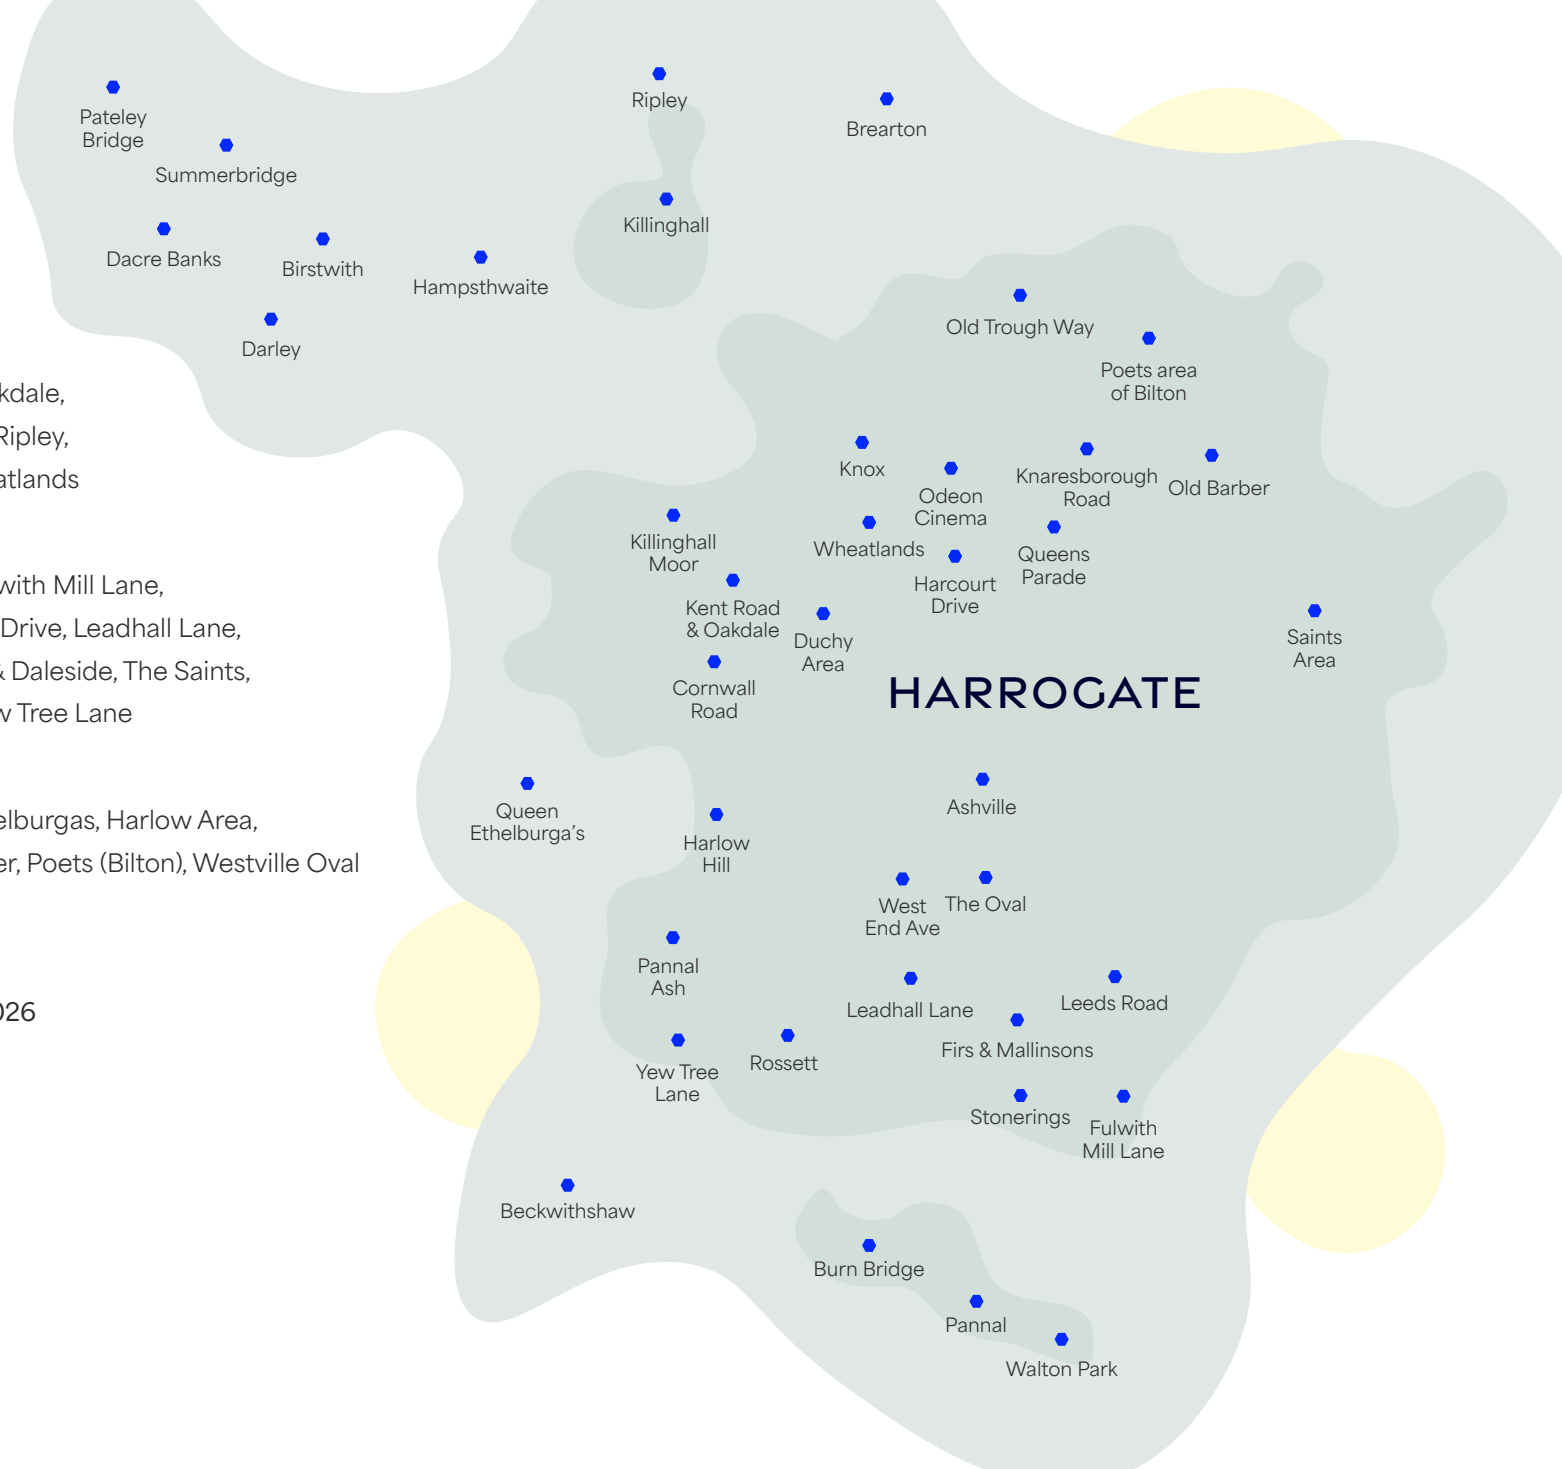 Pateley
Bridge
Summerbridge
Dacre Banks
Birstwith
Darley
Hampsthwaite
Ripley
Brearton
Killinghall
Old Trough Way
Poets area
of Bilton
Knox
Odeon
Cinema
Knaresborough
Road
Old Barber
Killinghall
Moor
Wheatlands
Harcourt
Drive
Queens
Parade
Kent Road
& Oakdale
Duchy
Area
Saints
Area
Cornwall
Road
HARROGATE
Queen
Ethelburga’s
Harlow
Hill
Ashville
West
End Ave
The Oval
Pannal
Ash
Leadhall Lane
Leeds Road
Firs & Mallinsons
Yew Tree
Lane
Rossett
Stonerings
Fulwith
Mill Lane
Beckwithshaw
Burn Bridge
Pannal
Walton Park
kdale,
Ripley,
atlands
with Mill Lane,
Drive, Leadhall Lane,
& Daleside, The Saints,
w Tree Lane
elburgas, Harlow Area,
er, Poets (Bilton), Westville Oval
026